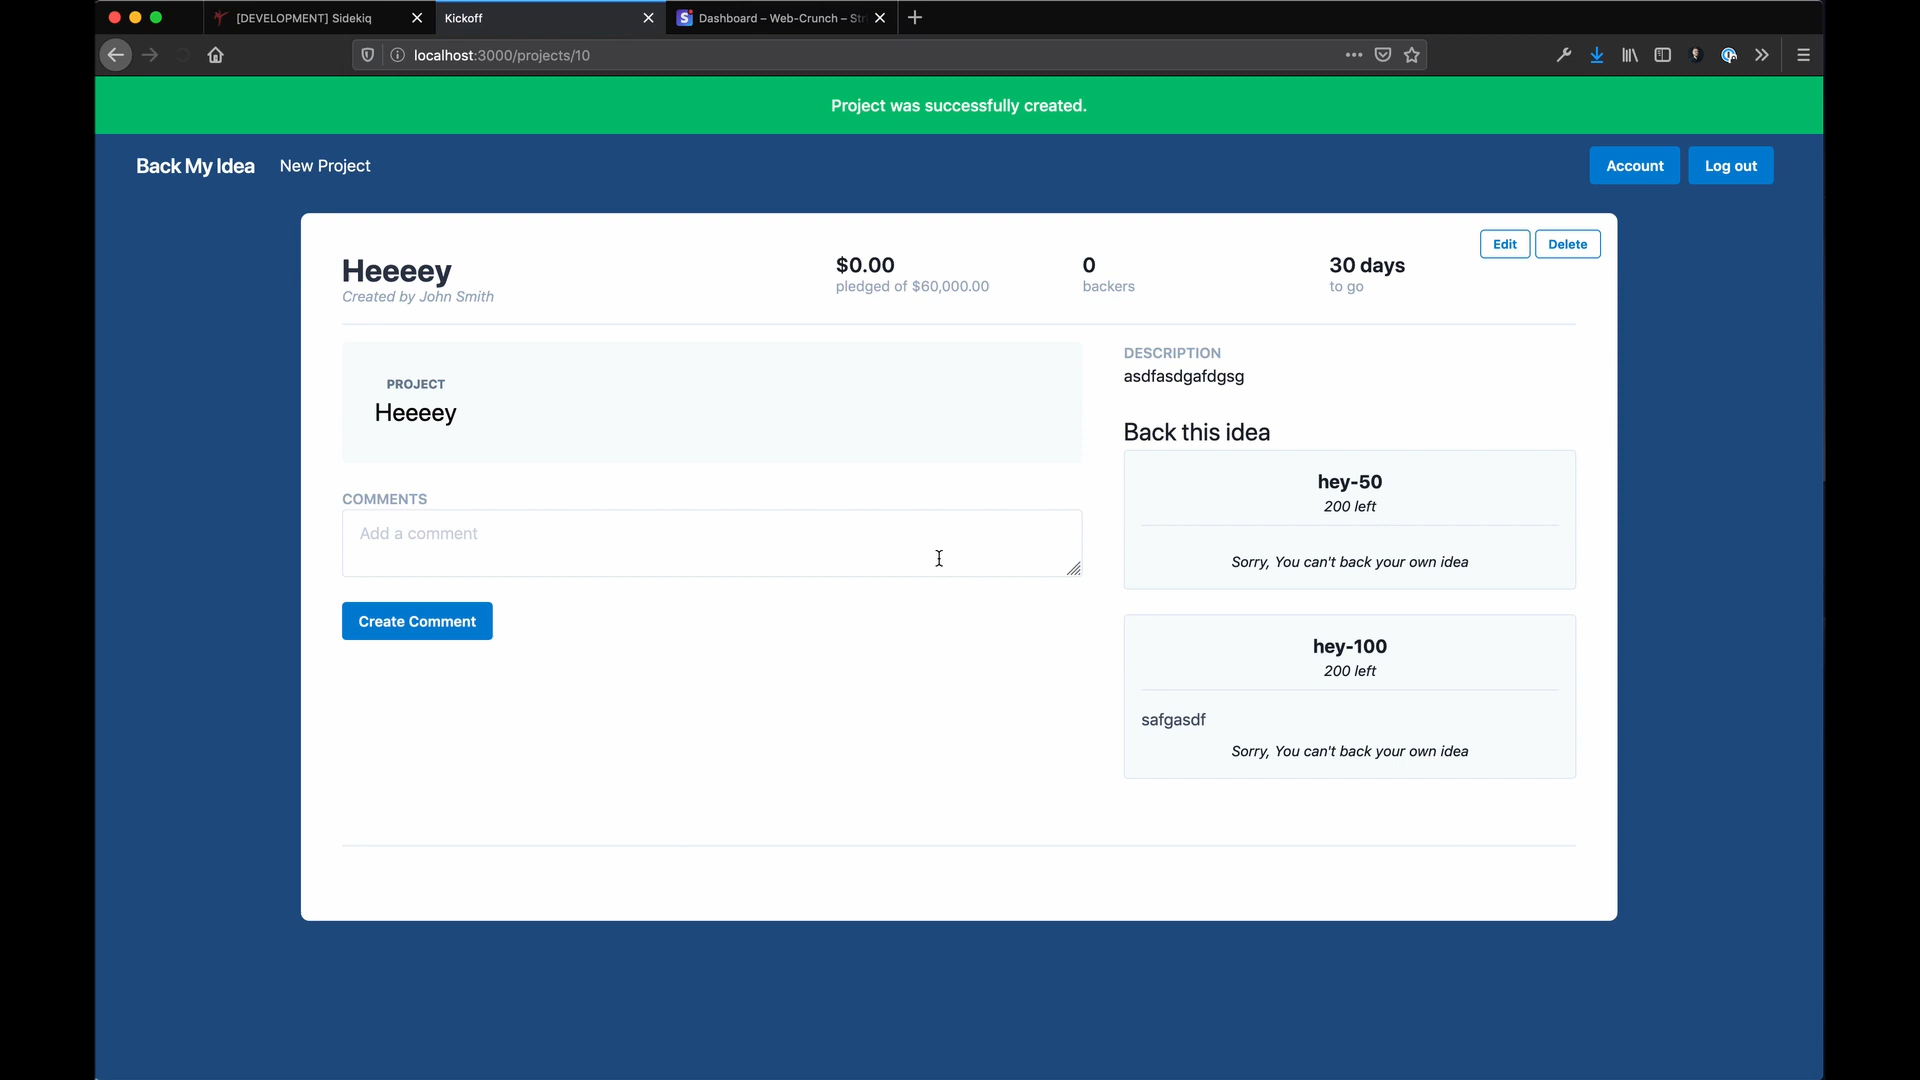 [DEVELOPMENT] Sidekiq
Kickoff
Dashboard – Web-Crunch – Str
localhost:3000/projects/10
Project was successfully created.
Back My Idea
New Project
Account
Log out
Edit
Delete
Heeeey
Created by John Smith
$0.00
pledged of $60,000.00
0
backers
30 days
to go
PROJECT
Heeeey
COMMENTS
Add a comment
Create Comment
DESCRIPTION
asdfasdgafdgsg
Back this idea
hey-50
200 left
Sorry, You can't back your own idea
hey-100
200 left
safgasdf
Sorry, You can't back your own idea